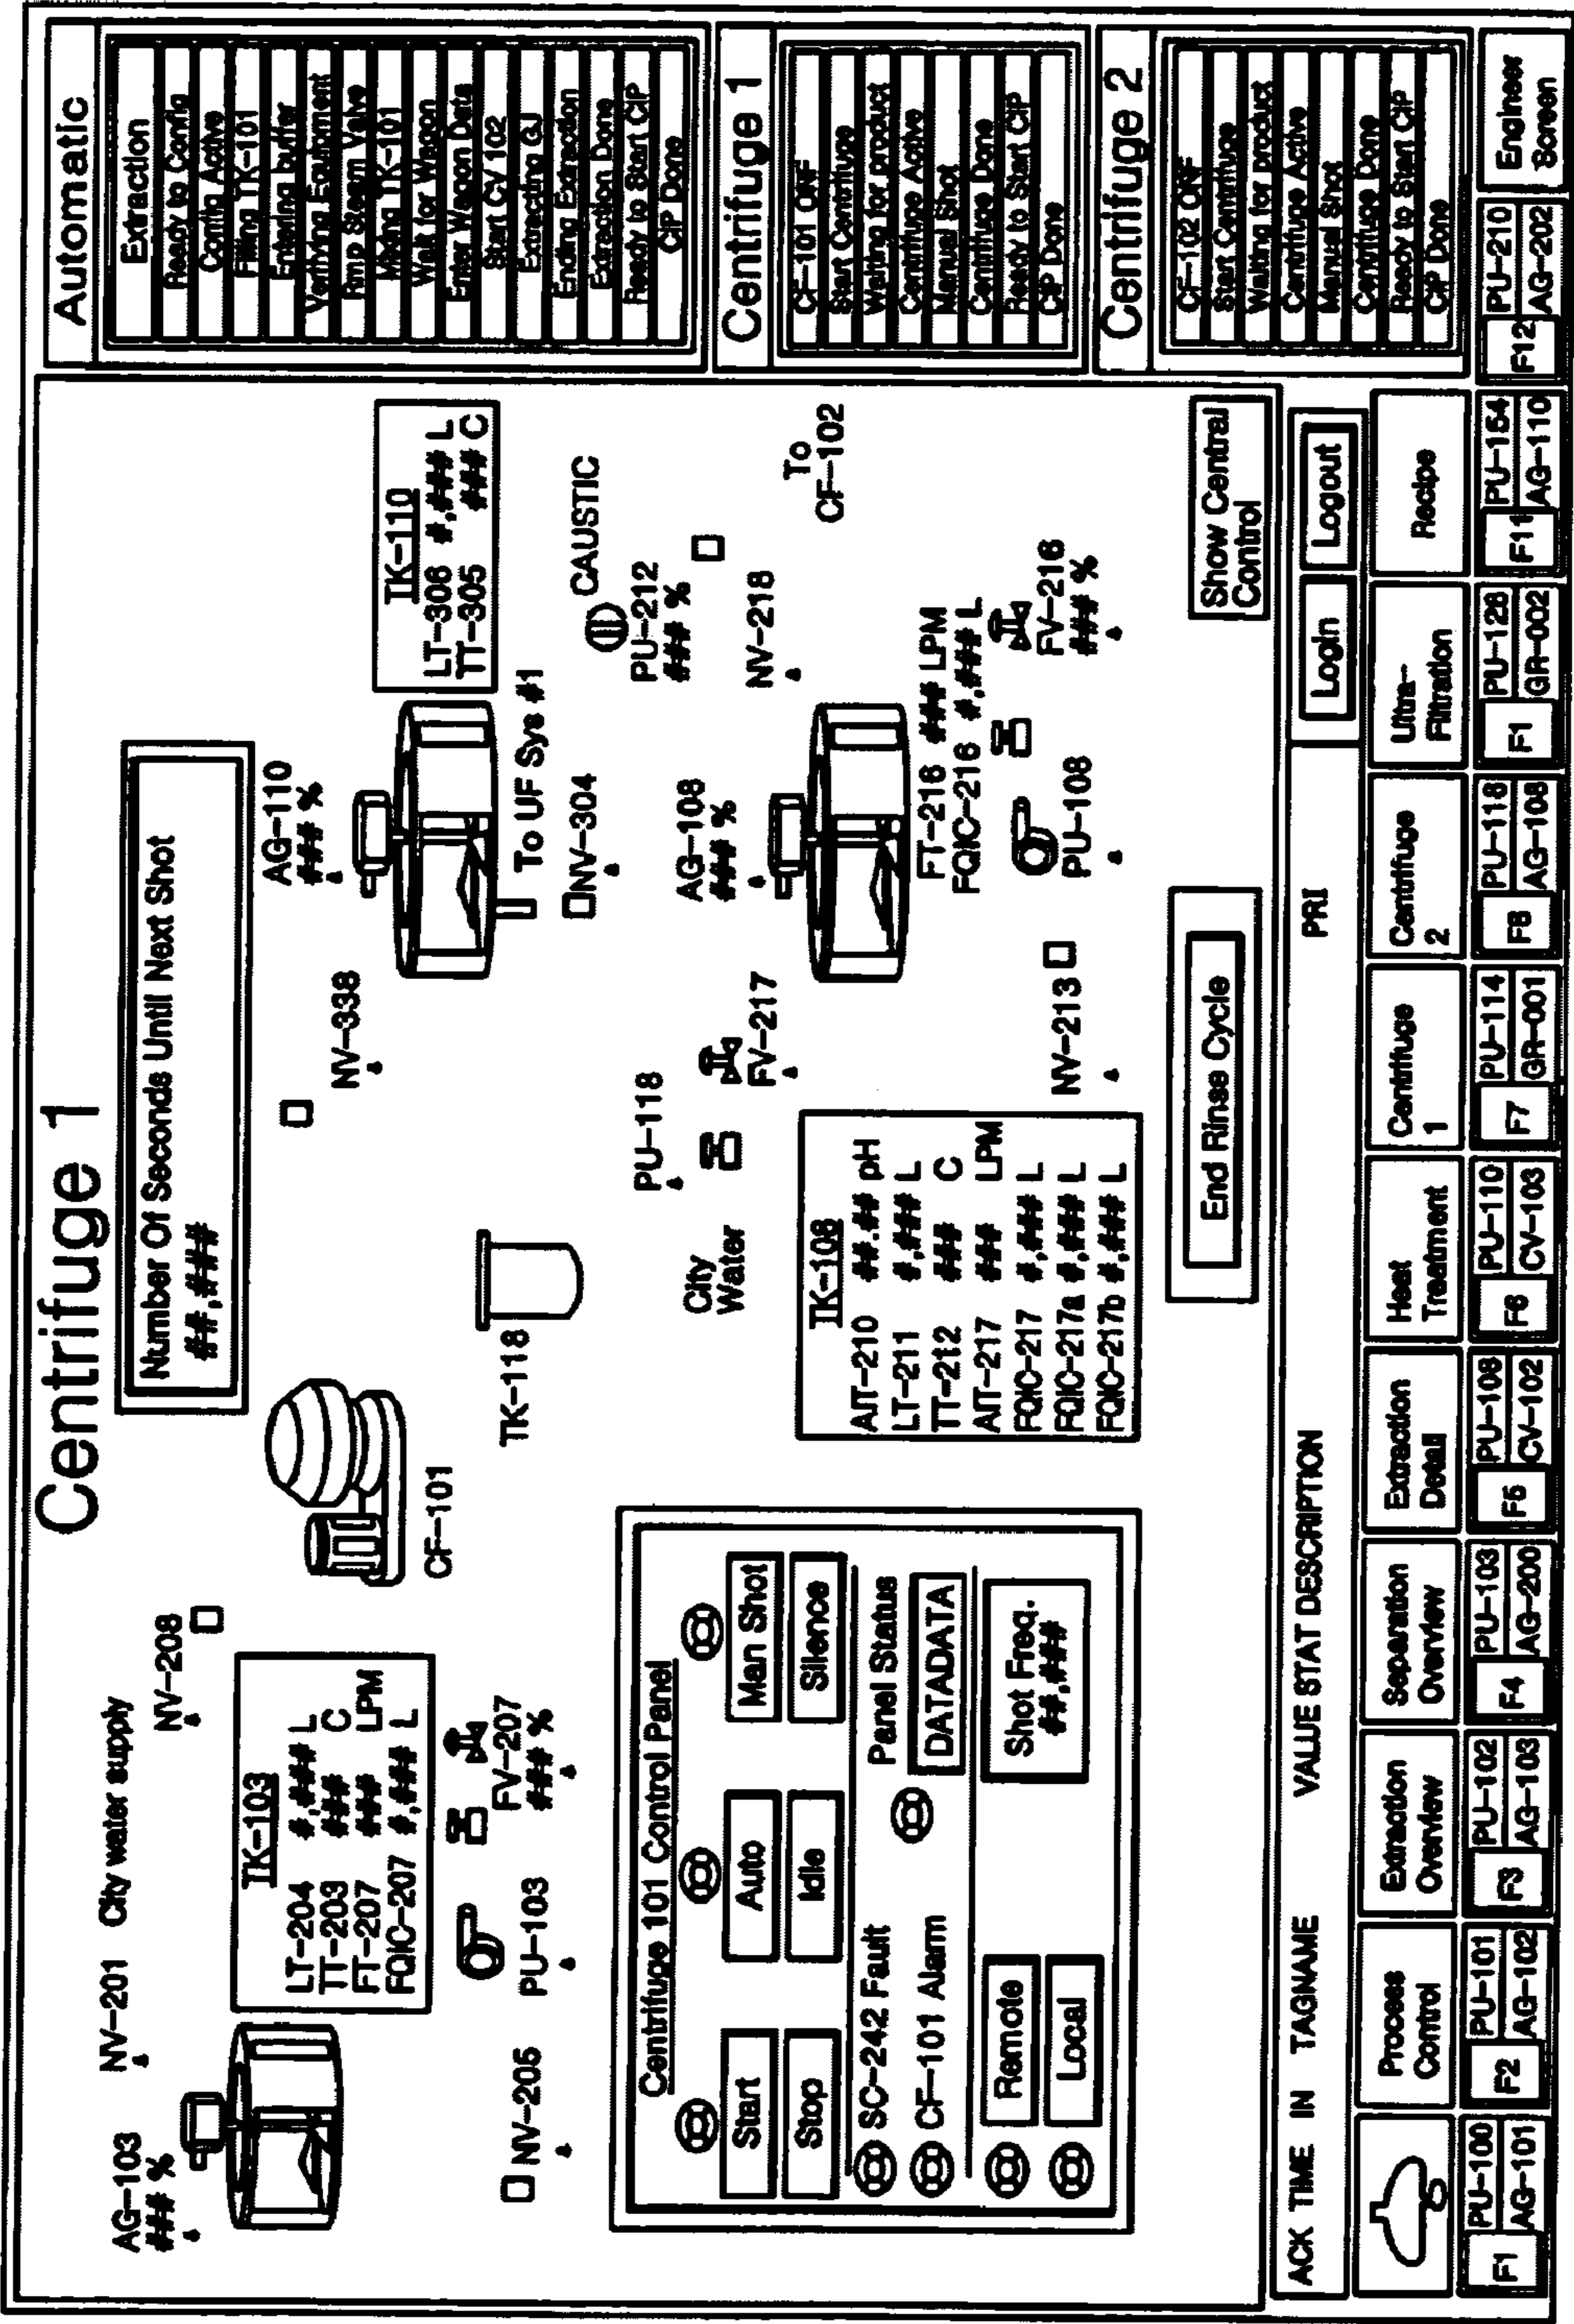 Centrifuge 1
Number Of Seconds Until Next Shot
##,###
AG-103
### %
NV-201
City water supply
NV-208
TK-103
LT-204 #,### L
TT-203 ### C
FT-207 ### LPM
FQIC-207 #,### L
NV-205
PU-103
FV-207
### %
CF-101
TK-118
NV-338
AG-110
### %
TK-110
LT-306 #,### L
TT-305 ### C
To UF Sys #1
NV-304
CAUSTIC
PU-212
### %
PU-118
City
Water
FV-217
AG-108
### %
NV-218
To
CF-102
TK-108
AIT-210 ##.## pH
LT-211 #,### L
TT-212 ### C
AIT-217 ### LPM
FQIC-217 #,### L
FQIC-217a #,### L
FQIC-217b #,### L
FT-216 ### LPM
FQIC-216 #,### L
NV-213
PU-108
FV-216
### %
Centrifuge 101 Control Panel
Start Auto Man Shot
Stop Idle Silence
SC-242 Fault
Panel Status
CF-101 Alarm
DATADATA
Remote
Local
Shot Freq.
##,###
End Rinse Cycle
Show Central
Control
Automatic
Extraction
Ready to Config
Config Active
Filling TK-101
Entering buffer
Verifying Equipment
Rmp Steam Valve
Mixing TK-101
Wait for Wagon
Enter Wagon Data
Start CV 102
Extracting GJ
Ending Extraction
Extraction Done
Ready to Start CIP
CIP Done
Centrifuge 1
CF-101 ONF
Start Centrifuge
Waiting for product
Centrifuge Active
Manual Shot
Centrifuge Done
Ready to Start CIP
CIP Done
Centrifuge 2
CF-102 ONF
Start Centrifuge
Waiting for product
Centrifuge Active
Manual Shot
Centrifuge Done
Ready to Start CIP
CIP Done
ACK TIME IN TAGNAME VALUE STAT DESCRIPTION PRI
Login Logout
Process
Control
Extraction
Overview
Separation
Overview
Extraction
Detail
Heat
Treatment
Centrifuge
1
Centrifuge
2
Ultra-
Filtration
Recipe
Engineer
Screen
F1 PU-100
AG-101
F2 PU-101
AG-102
F3 PU-102
AG-103
F4 PU-103
AG-200
F5 PU-108
CV-102
F6 PU-110
CV-103
F7 PU-114
GR-001
F8 PU-118
AG-108
F1 PU-128
GR-002
F11 PU-154
AG-110
F12 PU-210
AG-202